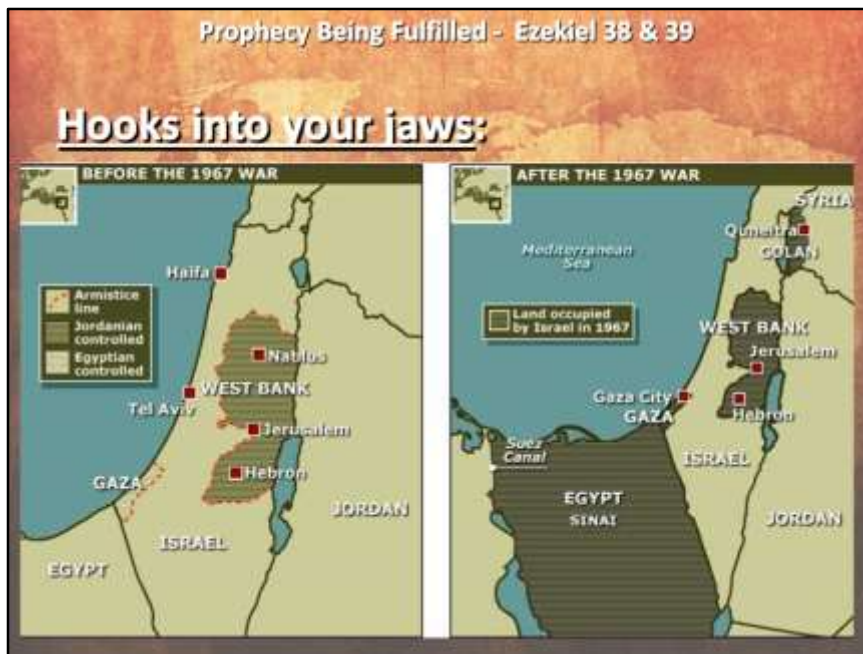 Prophecy Being Fulfilled - Ezekiel 38 & 39
Hooks into your jaws:
BEFORE THE 1967 WAR
Haifa
Armistice
line
Jordanian
controlled
Egyptian
controlled
Nablus
WEST BANK
Tel Aviv
Jerusalem
Hebron
GAZA
JORDAN
ISRAEL
EGYPT
AFTER THE 1967 WAR
SYRIA
Quneitra
GOLAN
Mediterranean
Sea
Land occupied
by Israel in 1967
WEST BANK
Jerusalem
Gaza City
GAZA
Hebron
Suez
Canal
ISRAEL
EGYPT
SINAI
JORDAN